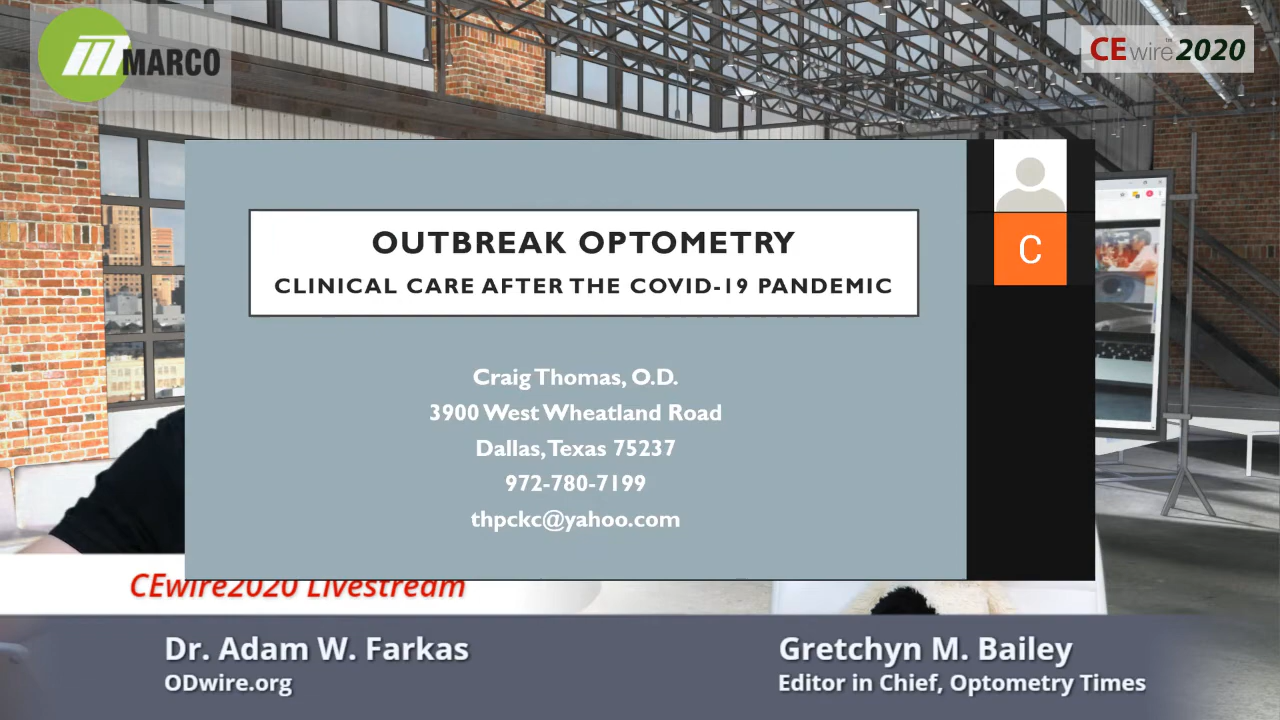 MARCO
CEwire™2020
OUTBREAK OPTOMETRY
CLINICAL CARE AFTER THE COVID-19 PANDEMIC
C
Craig Thomas, O.D.
3900 West Wheatland Road
Dallas, Texas 75237
972-780-7199
thpckc@yahoo.com
CEwire2020 Livestream
Dr. Adam W. Farkas
ODwire.org
Gretchyn M. Bailey
Editor in Chief, Optometry Times